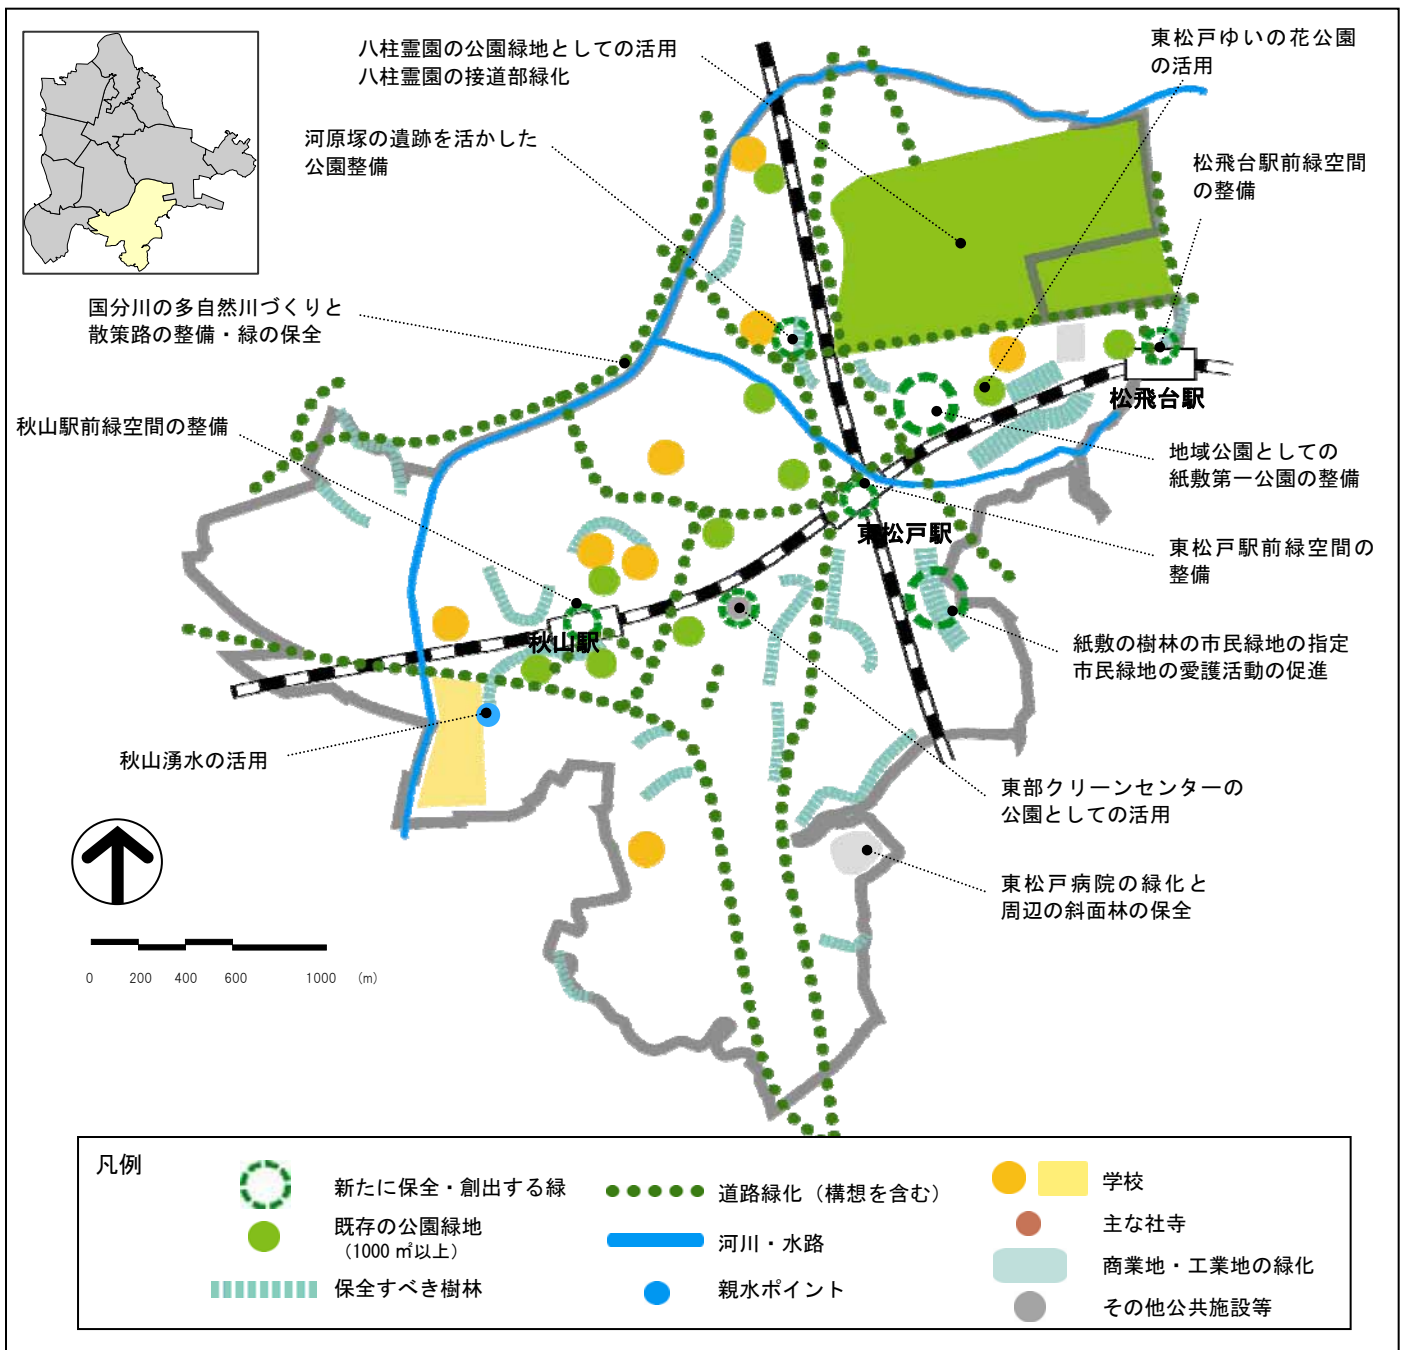 八柱霊園の公園緑地としての活用
八柱霊園の接道部緑化
東松戸ゆいの花公園
の活用
河原塚の遺跡を活かした
公園整備
松飛台駅前緑空間
の整備
国分川の多自然川づくりと
散策路の整備・緑の保全
松飛台駅
秋山駅前緑空間の整備
地域公園としての
紙敷第一公園の整備
東松戸駅
東松戸駅前緑空間の
整備
秋山駅
紙敷の樹林の市民緑地の指定
市民緑地の愛護活動の促進
秋山湧水の活用
東部クリーンセンターの
公園としての活用
東松戸病院の緑化と
周辺の斜面林の保全
0 200 400 600 1000 (m)
凡例
新たに保全・創出する緑
既存の公園緑地
(1000 ㎡以上)
保全すべき樹林
道路緑化(構想を含む)
河川・水路
親水ポイント
学校
主な社寺
商業地・工業地の緑化
その他公共施設等